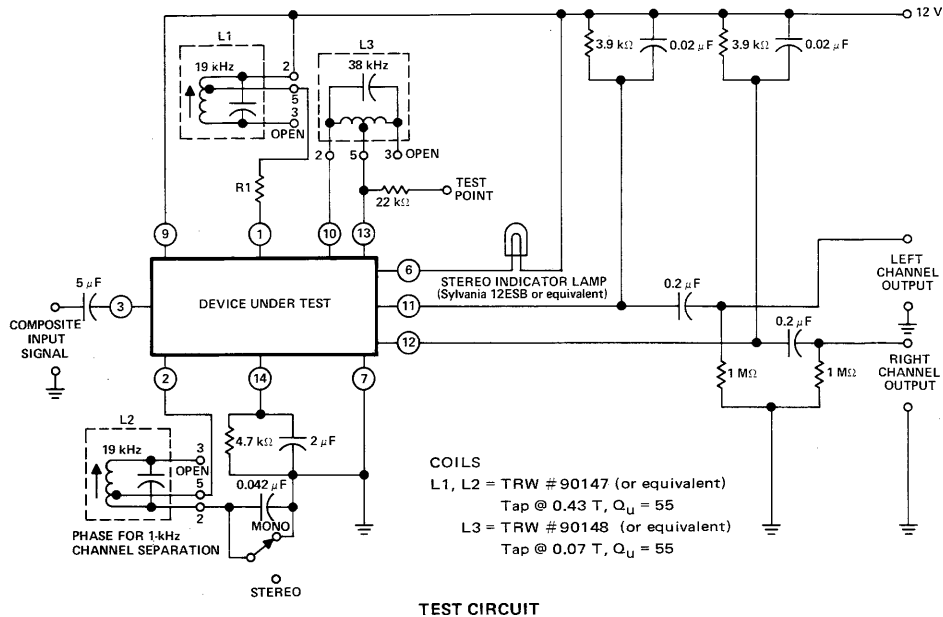 12 V
L1
19 kHz
2
5
3
OPEN
L3
38 kHz
2
5
3 OPEN
3.9 kΩ
0.02 μF
3.9 kΩ
0.02 μF
R1
22 kΩ
TEST
POINT
9
1
10
13
6
STEREO INDICATOR LAMP
(Sylvania 12ESB or equivalent)
5 μF
3
DEVICE UNDER TEST
11
12
COMPOSITE
INPUT
SIGNAL
0.2 μF
LEFT
CHANNEL
OUTPUT
0.2 μF
RIGHT
CHANNEL
OUTPUT
1 MΩ
1 MΩ
2
14
7
L2
19 kHz
3
OPEN
5
2
4.7 kΩ
2 μF
0.042 μF
MONO
PHASE FOR 1-kHz
CHANNEL SEPARATION
STEREO
COILS
L1, L2 = TRW #90147 (or equivalent)
Tap @ 0.43 T, Qu = 55
L3 = TRW #90148 (or equivalent)
Tap @ 0.07 T, Qu = 55
TEST CIRCUIT